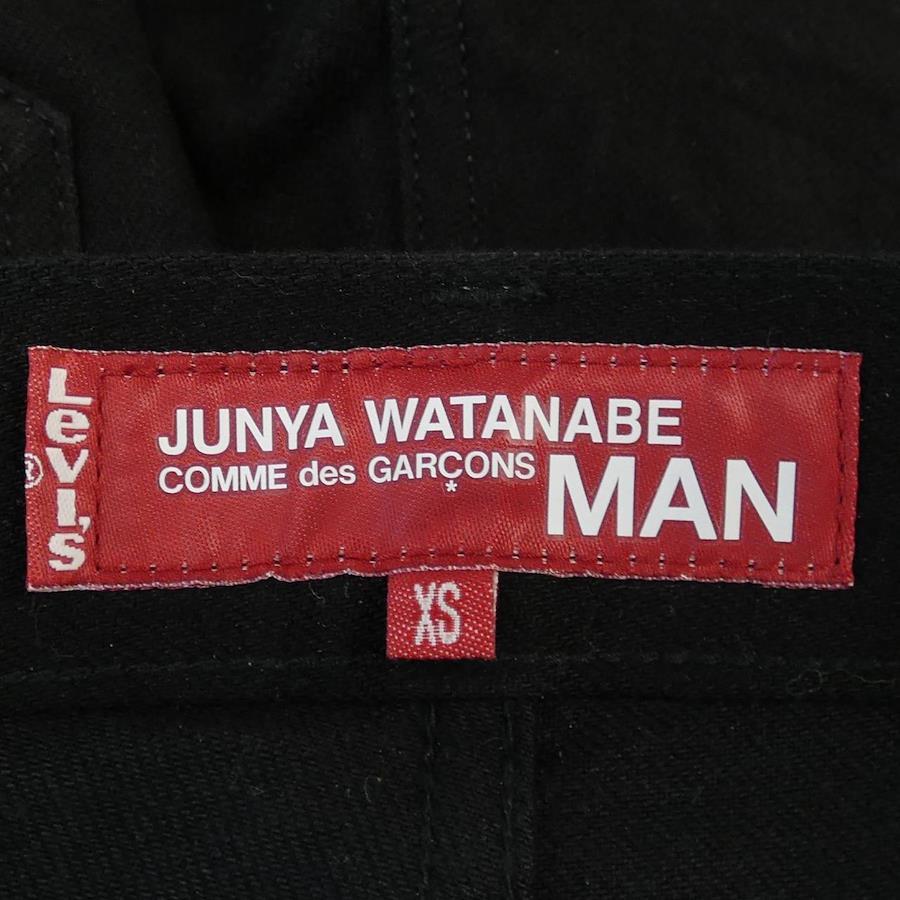 Levi's
®
JUNYA WATANABE
COMME des GARÇONS
*
MAN
XS